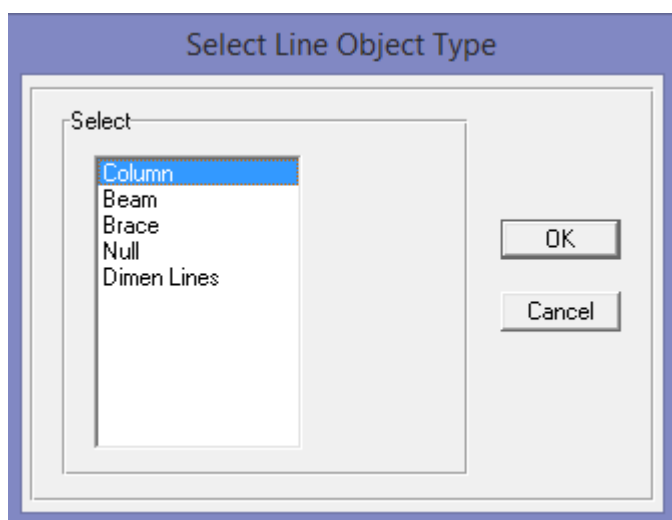 Select Line Object Type
Select
Column
Beam
Brace
Null
Dimen Lines
OK
Cancel